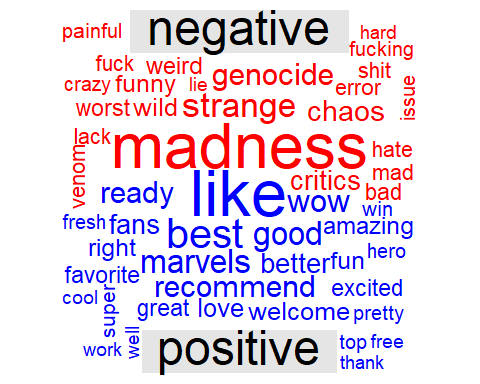 negative
painful
hard
fucking
fuck
weird
genocide
shit
crazy
funny
lie
error
issue
worst
wild
strange
chaos
lack
madness
hate
venom
critics
mad
bad
ready
like
wow
win
fresh
fans
best
good
amazing
right
marvels
better
fun
hero
favorite
recommend
excited
cool
super
great
love
welcome
pretty
work
well
positive
top
free
thank